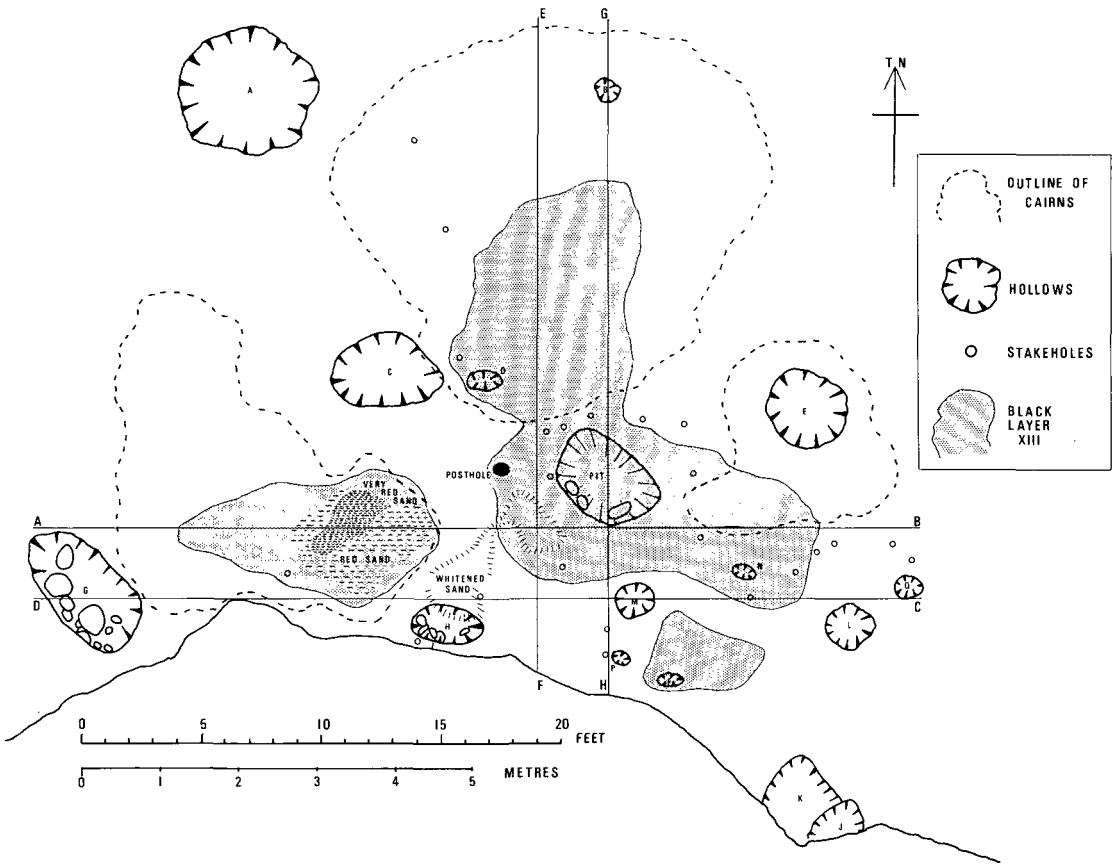 E
G
A
B
T N
OUTLINE OF
CAIRNS
HOLLOWS
STAKEHOLES
BLACK
LAYER
XIII
C
D
E
POSTHOLE
PIT
VERY
RED
SAND
RED SAND
A
B
WHITENED
SAND
N
G
D
C
Q
M
H
L
P
F
H
0 5 10 15 20
FEET
0 1 2 3 4 5
METRES
K
J